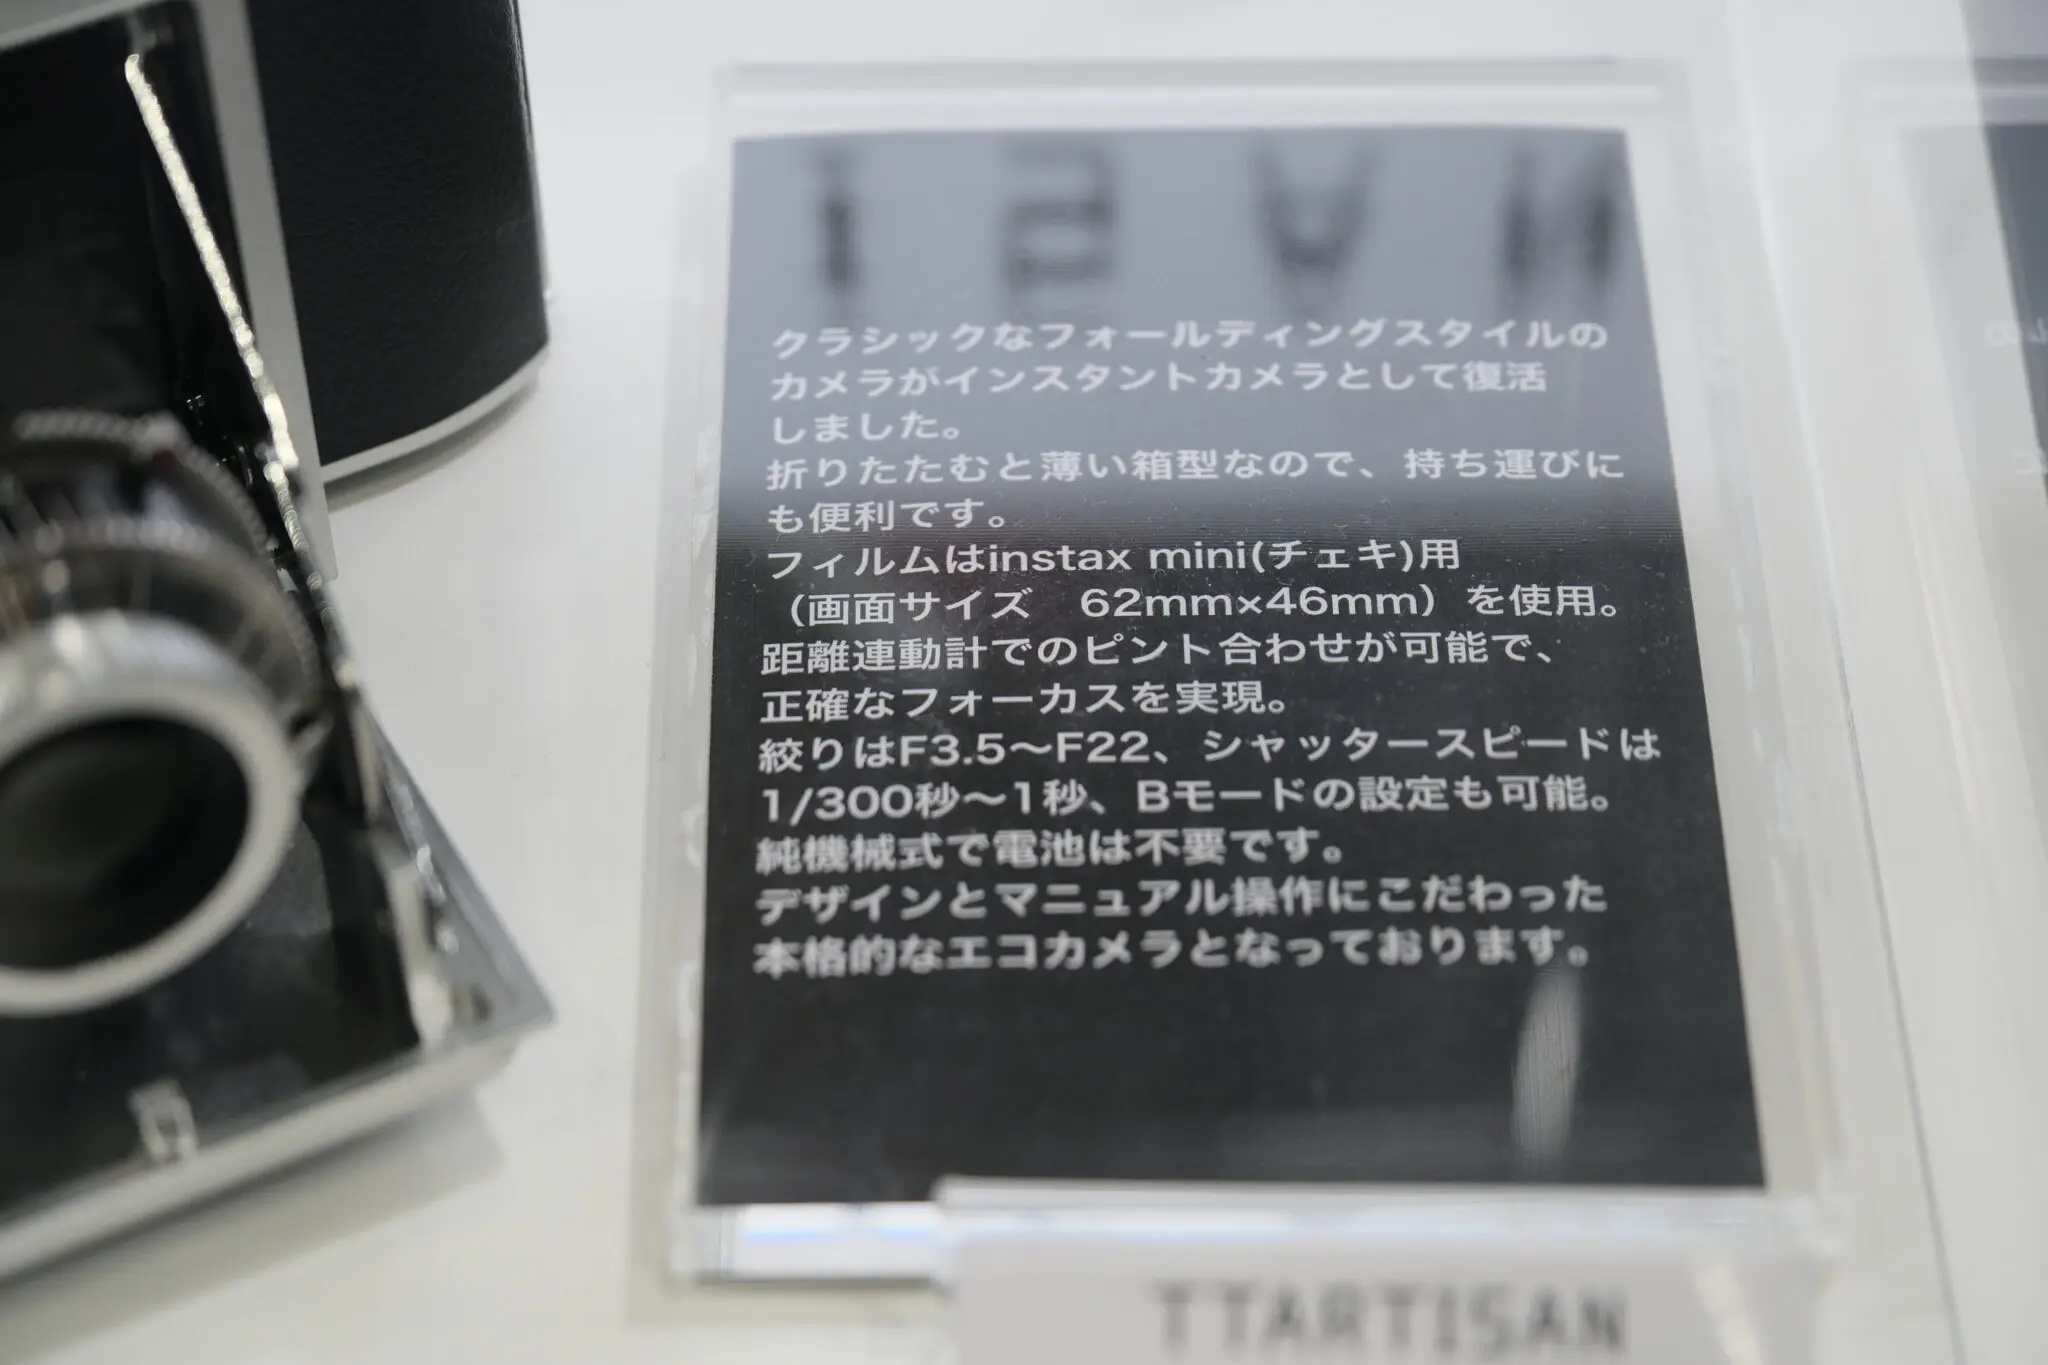 クラシックなフォールディングスタイルの
カメラがインスタントカメラとして復活
しました。
折りたたむと薄い箱型なので、持ち運びに
も便利です。
フィルムはinstax mini(チェキ)用
（画面サイズ　62mm×46mm）を使用。
距離連動計でのピント合わせが可能で、
正確なフォーカスを実現。
絞りはF3.5〜F22、シャッタースピードは
1/300秒〜1秒、Bモードの設定も可能。
純機械式で電池は不要です。
デザインとマニュアル操作にこだわった
本格的なエコカメラとなっております。
TTARTISAN